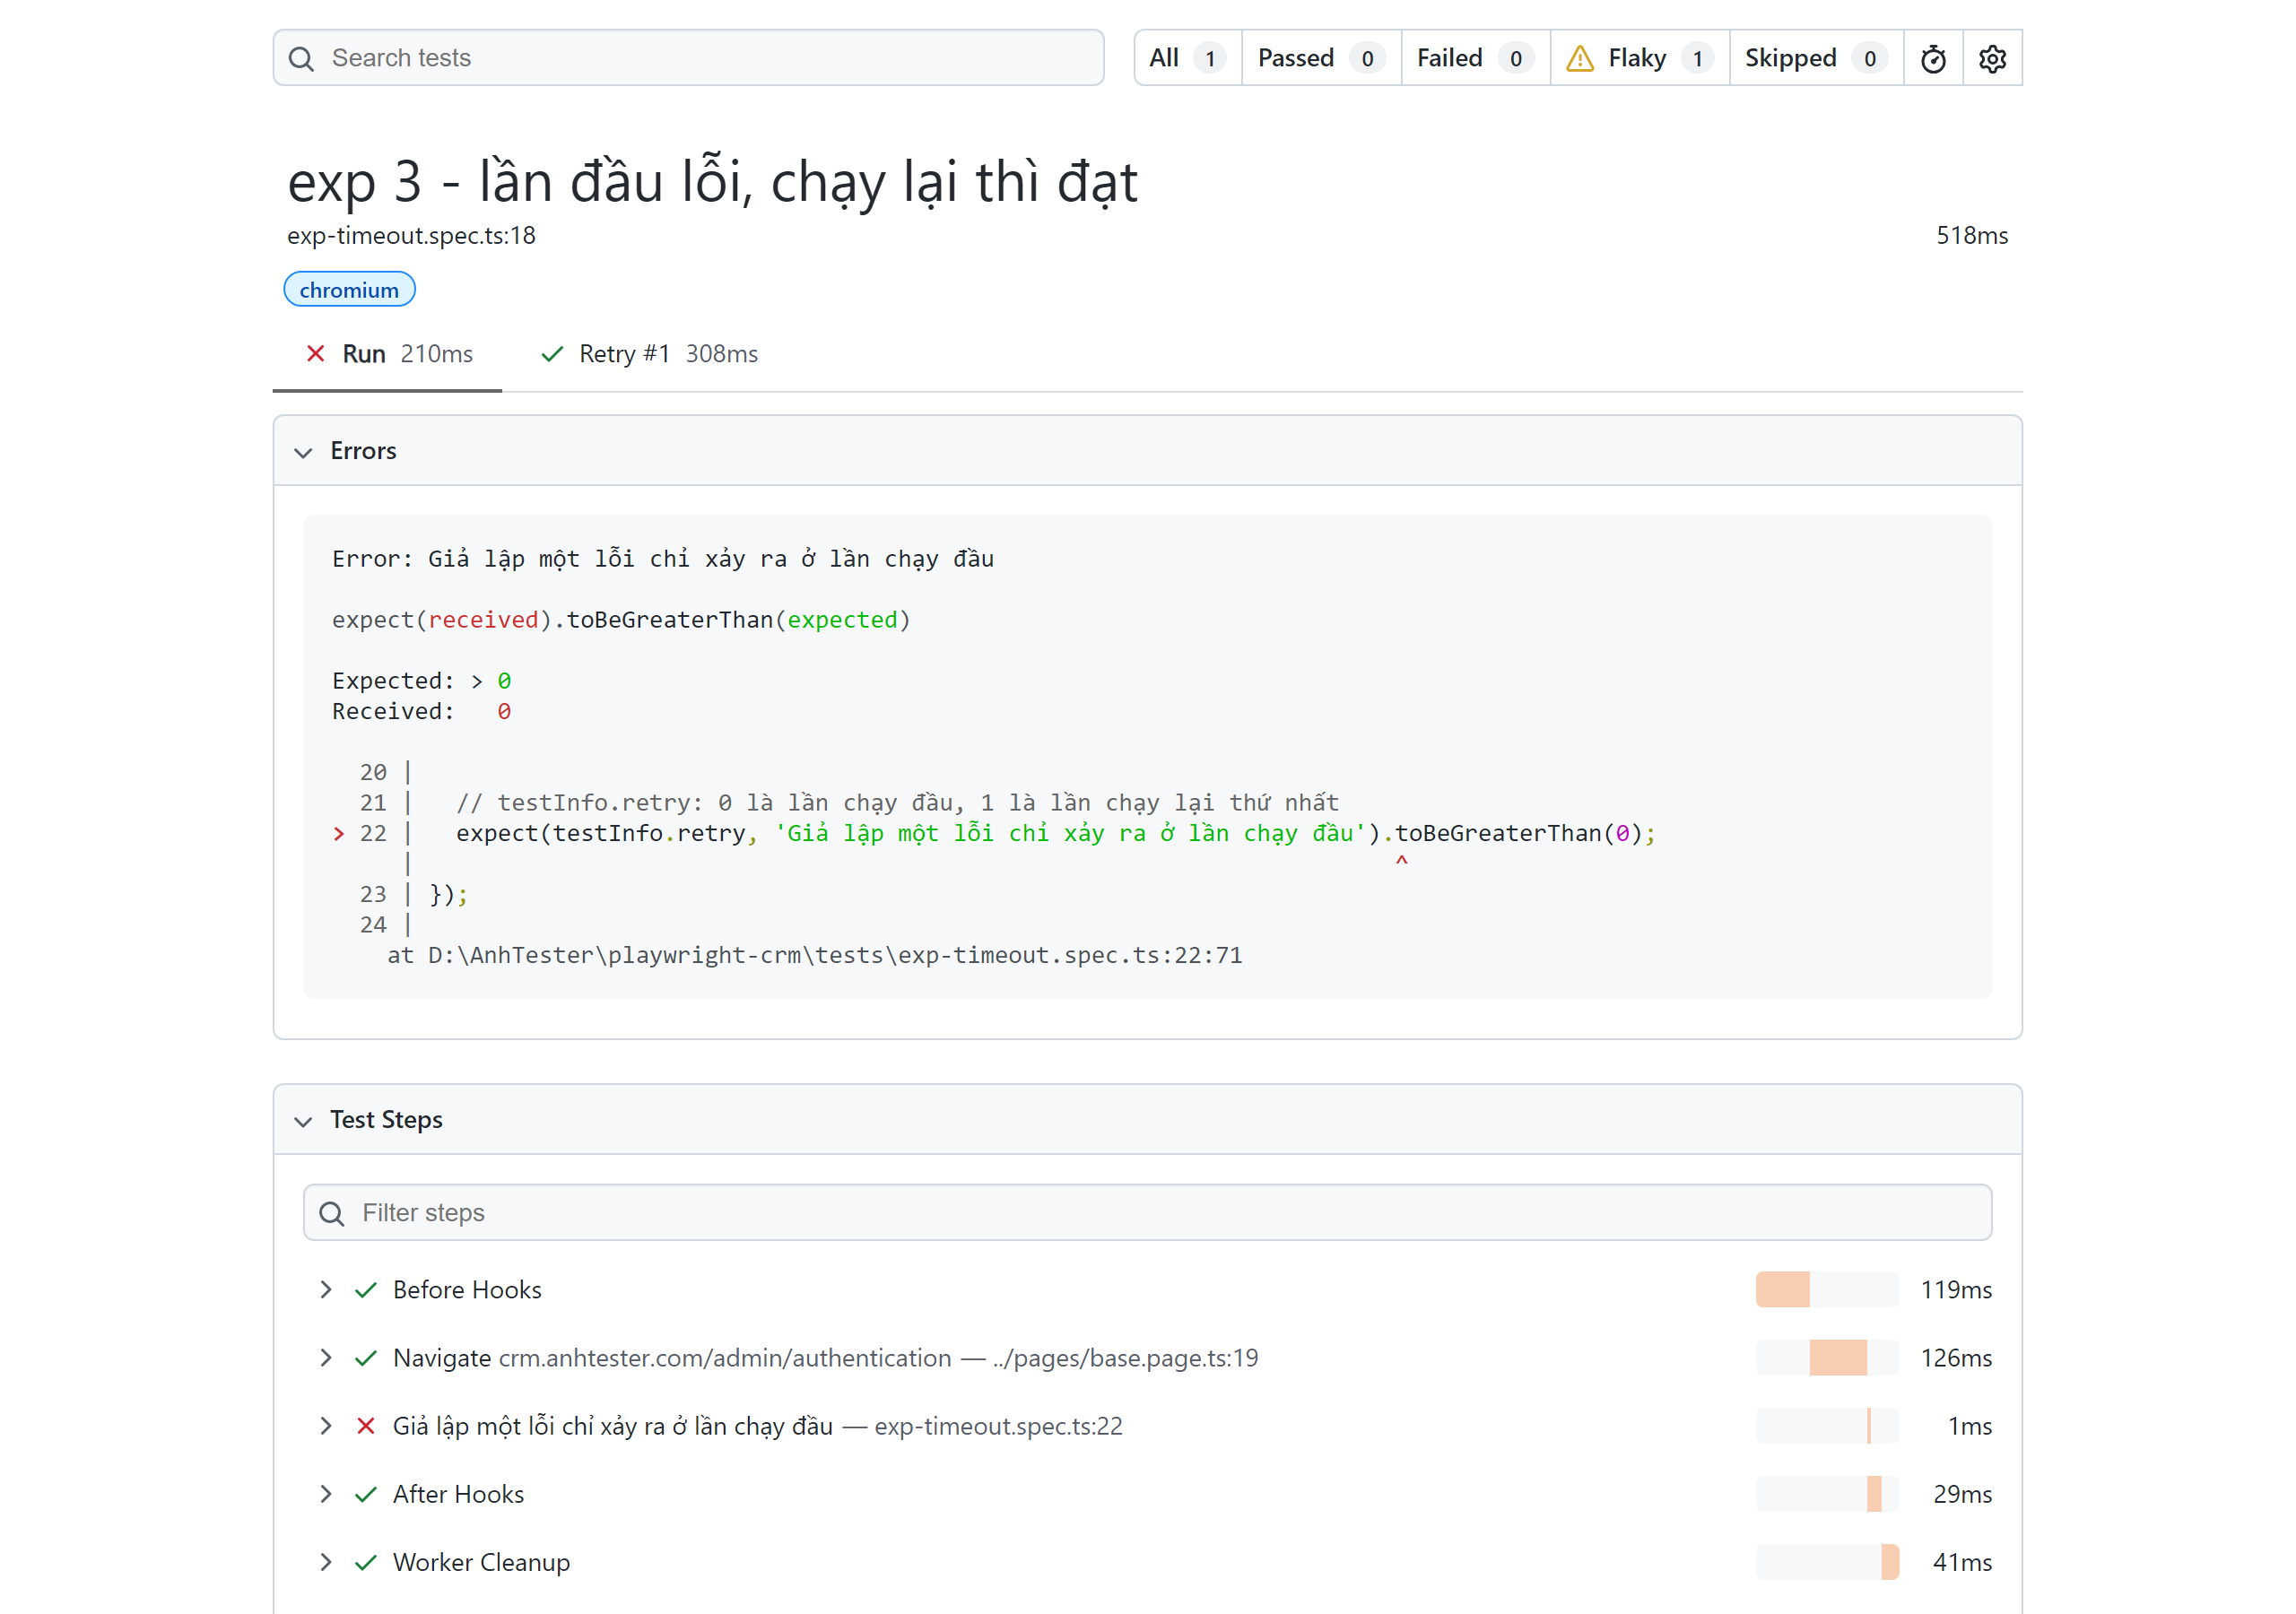 Search tests
All 1 Passed 0 Failed 0 Flaky 1 Skipped 0
exp 3 - lần đầu lỗi, chạy lại thì đạt
exp-timeout.spec.ts:18 518ms
chromium
Run 210ms Retry #1 308ms
Errors
Error: Giả lập một lỗi chỉ xảy ra ở lần chạy đầu
expect(received).toBeGreaterThan(expected)
Expected: > 0
Received:   0
20 |
21 |   // testInfo.retry: 0 là lần chạy đầu, 1 là lần chạy lại thứ nhất
> 22 |   expect(testInfo.retry, 'Giả lập một lỗi chỉ xảy ra ở lần chạy đầu').toBeGreaterThan(0);
|                                                                       ^
23 | });
24 |
at D:\AnhTester\playwright-crm\tests\exp-timeout.spec.ts:22:71
Test Steps
Filter steps
Before Hooks 119ms
Navigate crm.anhtester.com/admin/authentication — ../pages/base.page.ts:19 126ms
Giả lập một lỗi chỉ xảy ra ở lần chạy đầu — exp-timeout.spec.ts:22 1ms
After Hooks 29ms
Worker Cleanup 41ms